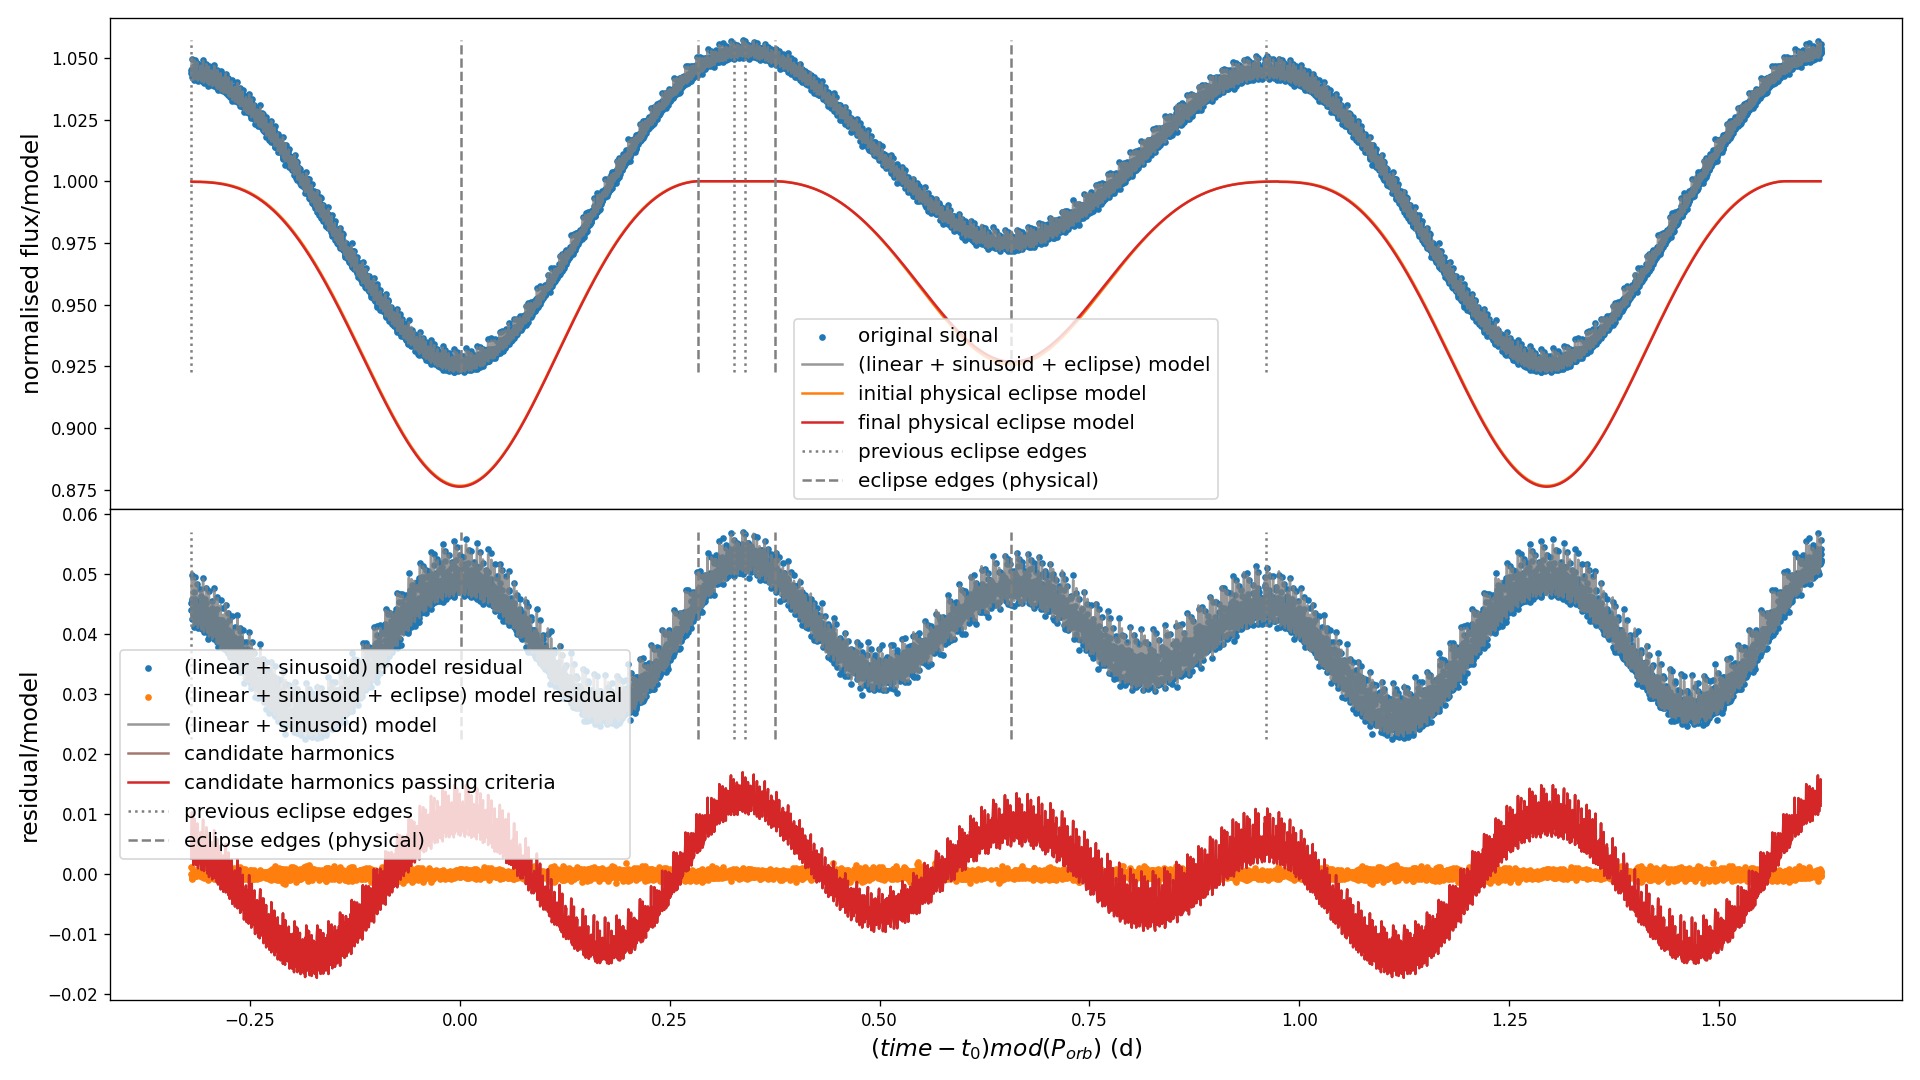 normalised flux/model
1.050
1.025
1.000
0.975
0.950
0.925
0.900
0.875
original signal
(linear + sinusoid + eclipse) model
initial physical eclipse model
final physical eclipse model
previous eclipse edges
eclipse edges (physical)
residual/model
0.06
0.05
0.04
0.03
0.02
0.01
0.00
−0.01
−0.02
(linear + sinusoid) model residual
(linear + sinusoid + eclipse) model residual
(linear + sinusoid) model
candidate harmonics
candidate harmonics passing criteria
previous eclipse edges
eclipse edges (physical)
−0.25 0.00 0.25 0.50 0.75 1.00 1.25 1.50
(time − t₀)mod(Pₒᵣb) (d)